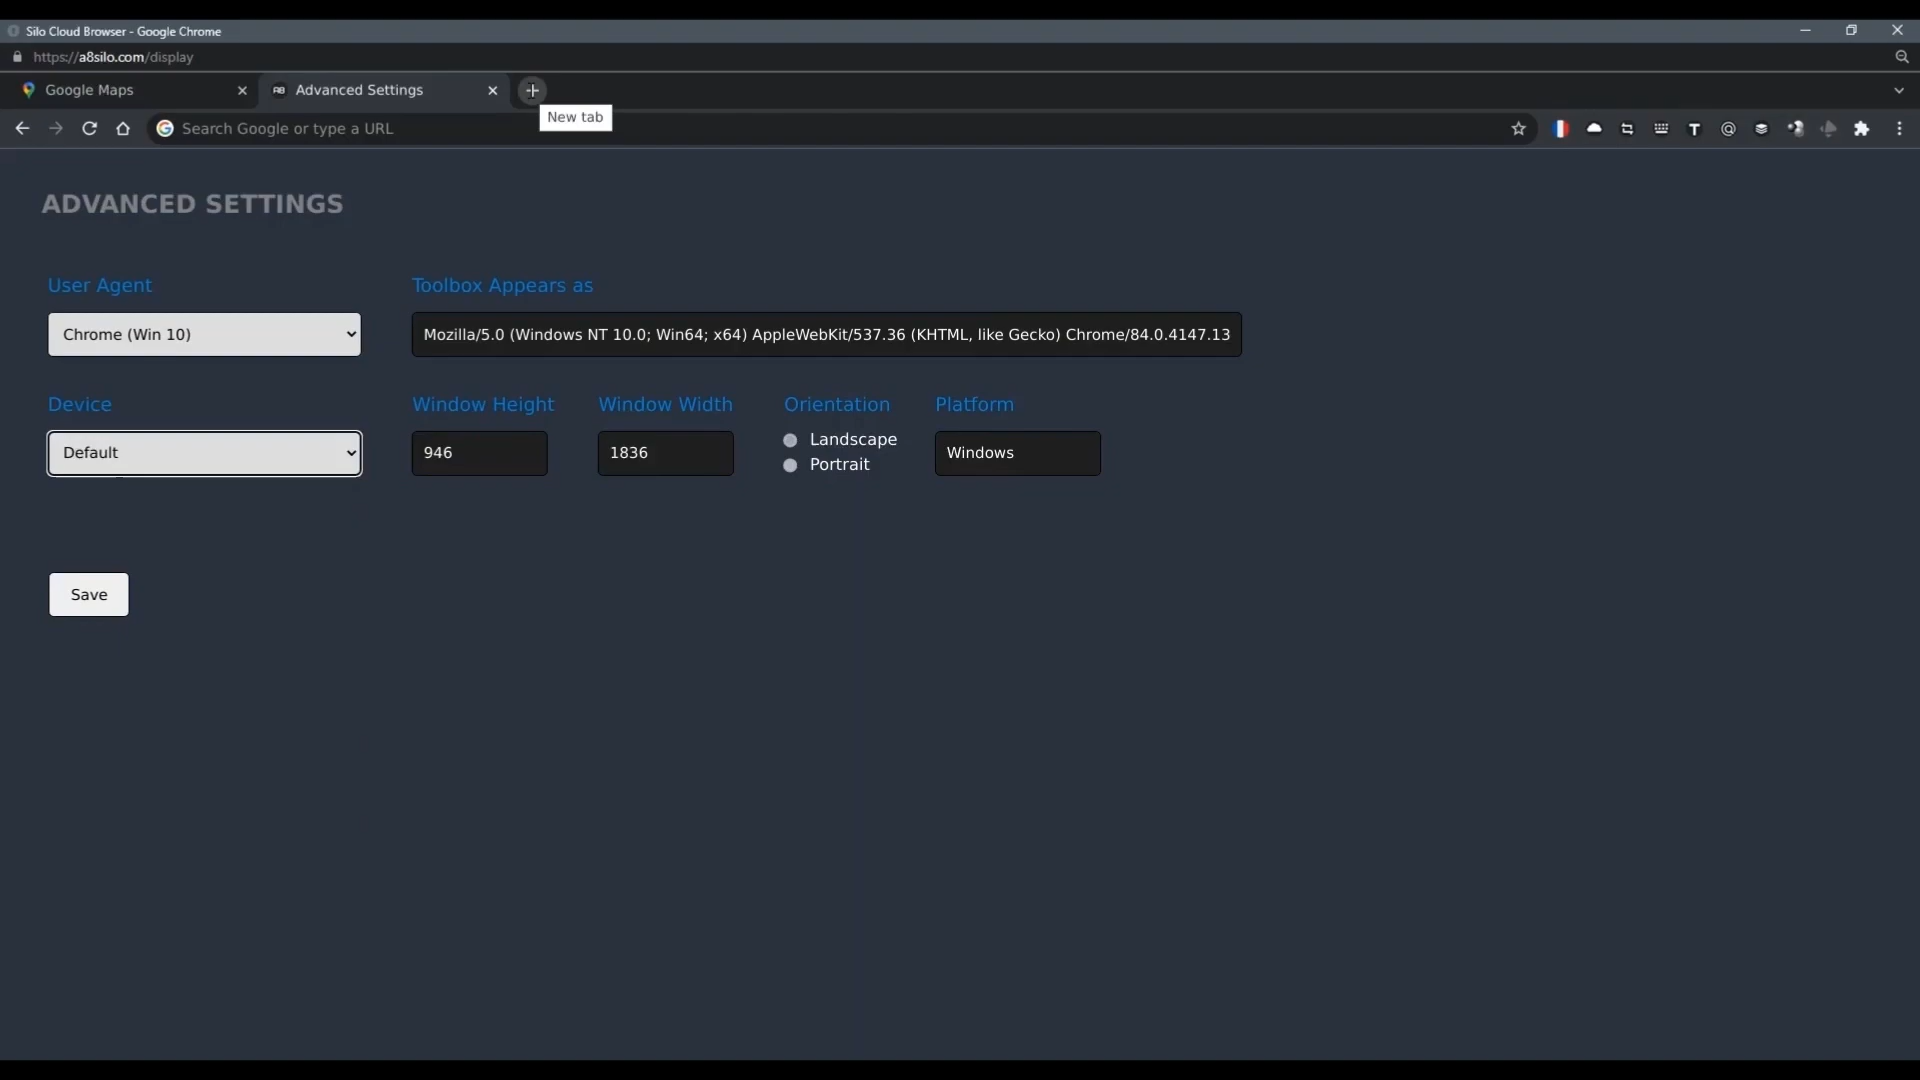 Silo Cloud Browser - Google Chrome
https://a8silo.com/display
Google Maps
Advanced Settings
New tab
Search Google or type a URL
ADVANCED SETTINGS
User Agent
Toolbox Appears as
Chrome (Win 10)
Mozilla/5.0 (Windows NT 10.0; Win64; x64) AppleWebKit/537.36 (KHTML, like Gecko) Chrome/84.0.4147.13
Device
Window Height
Window Width
Orientation
Platform
Default
946
1836
Landscape
Portrait
Windows
Save